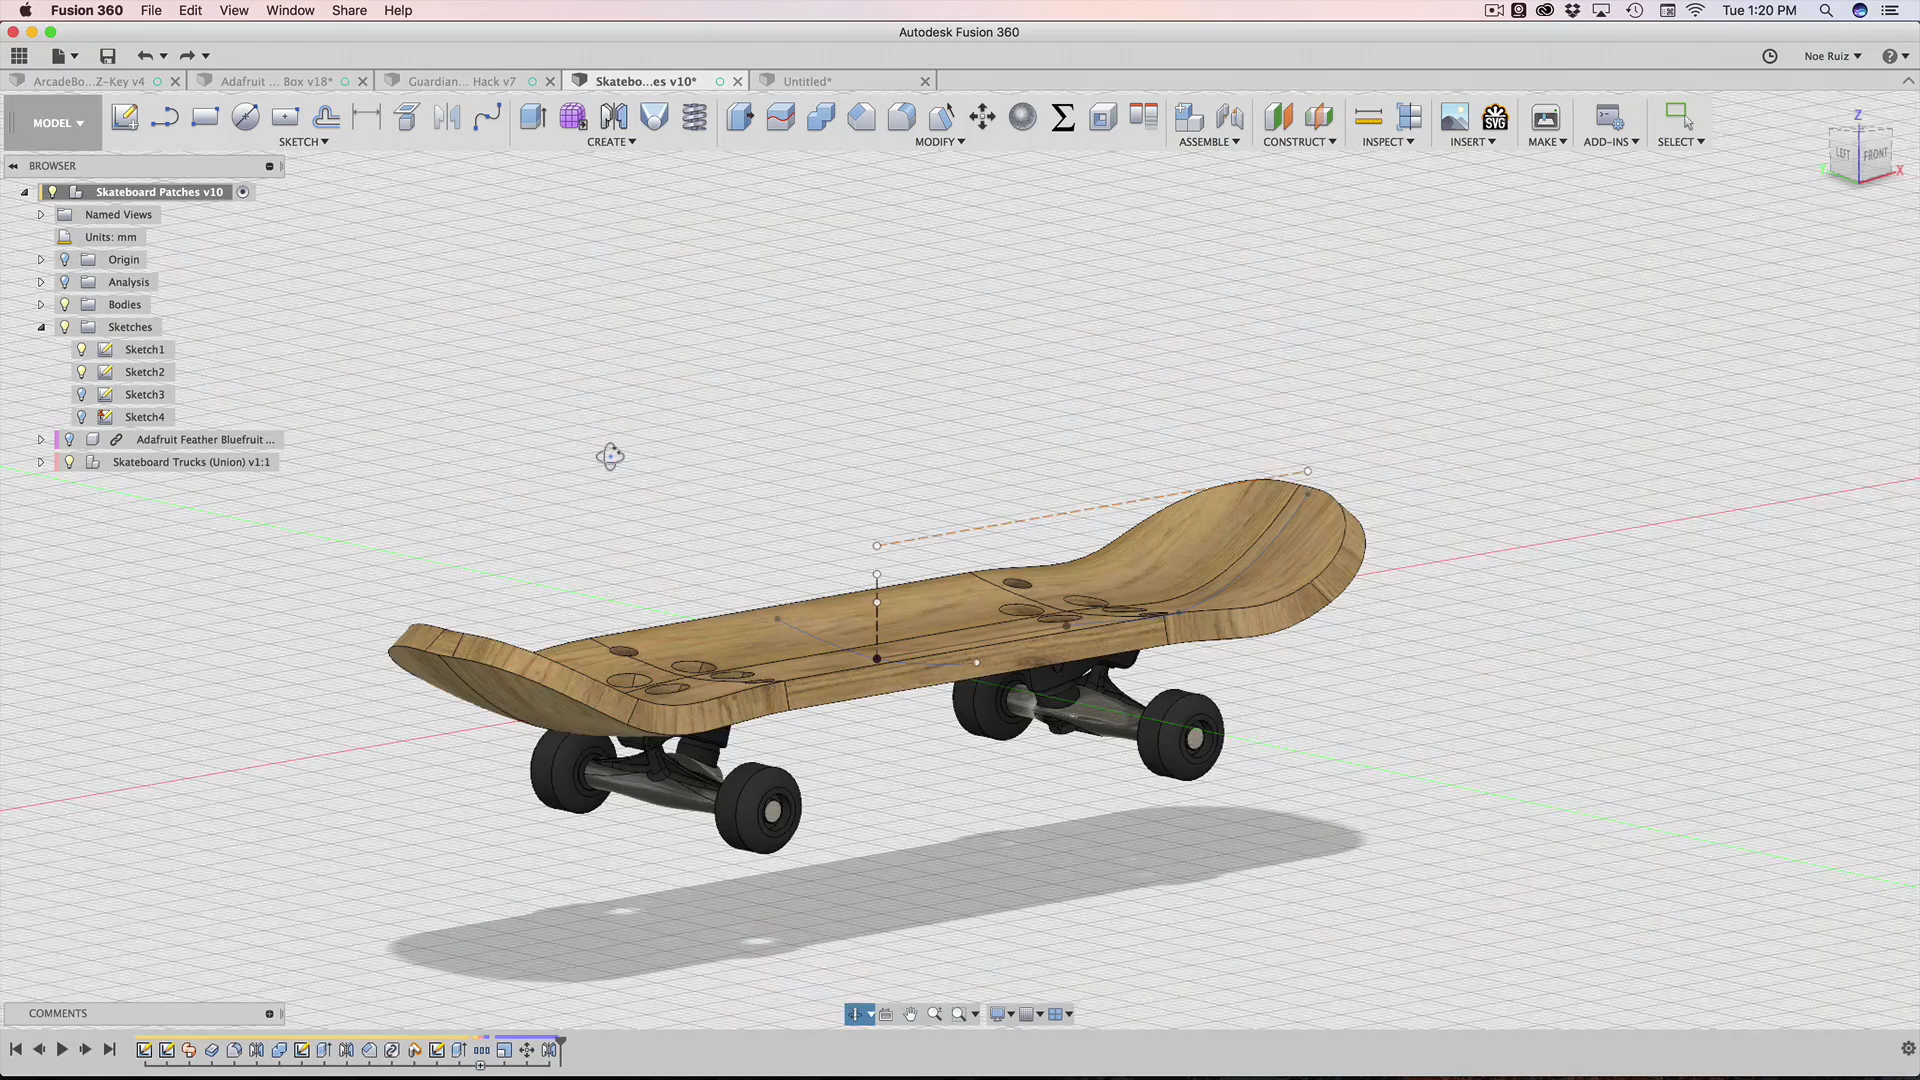 Fusion 360 File Edit View Window Share Help Tue 1:20 PM
Autodesk Fusion 360
Noe Ruiz
ArcadeBo...Z-Key v4 Adafruit ... Box v18* Guardian... Hack v7 Skatebo...es v10* Untitled*
MODEL
SVG
SKETCH CREATE MODIFY ASSEMBLE CONSTRUCT INSPECT INSERT MAKE ADD-INS SELECT
Z
LEFT FRONT
X
BROWSER
Skateboard Patches v10
Named Views
Units: mm
Origin
Analysis
Bodies
Sketches
Sketch1
Sketch2
Sketch3
Sketch4
Adafruit Feather Bluefruit ...
Skateboard Trucks (Union) v1:1
COMMENTS